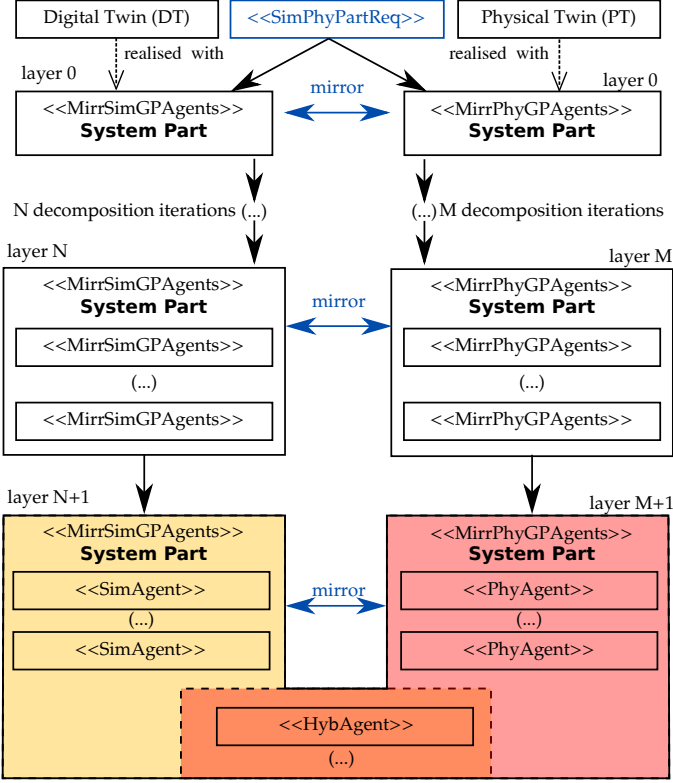 Digital Twin (DT)
<<SimPhyPartReq>>
Physical Twin (PT)
realised with
realised with
layer 0
layer 0
<<MirrSimGPAgents>>
System Part
mirror
<<MirrPhyGPAgents>>
System Part
N decomposition iterations (...)
(...) M decomposition iterations
layer N
layer M
<<MirrSimGPAgents>>
System Part
<<MirrSimGPAgents>>
(...)
<<MirrSimGPAgents>>
mirror
<<MirrPhyGPAgents>>
System Part
<<MirrPhyGPAgents>>
(...)
<<MirrPhyGPAgents>>
layer N+1
layer M+1
<<MirrSimGPAgents>>
System Part
<<SimAgent>>
(...)
<<SimAgent>>
mirror
<<MirrPhyGPAgents>>
System Part
<<PhyAgent>>
(...)
<<PhyAgent>>
<<HybAgent>>
(...)